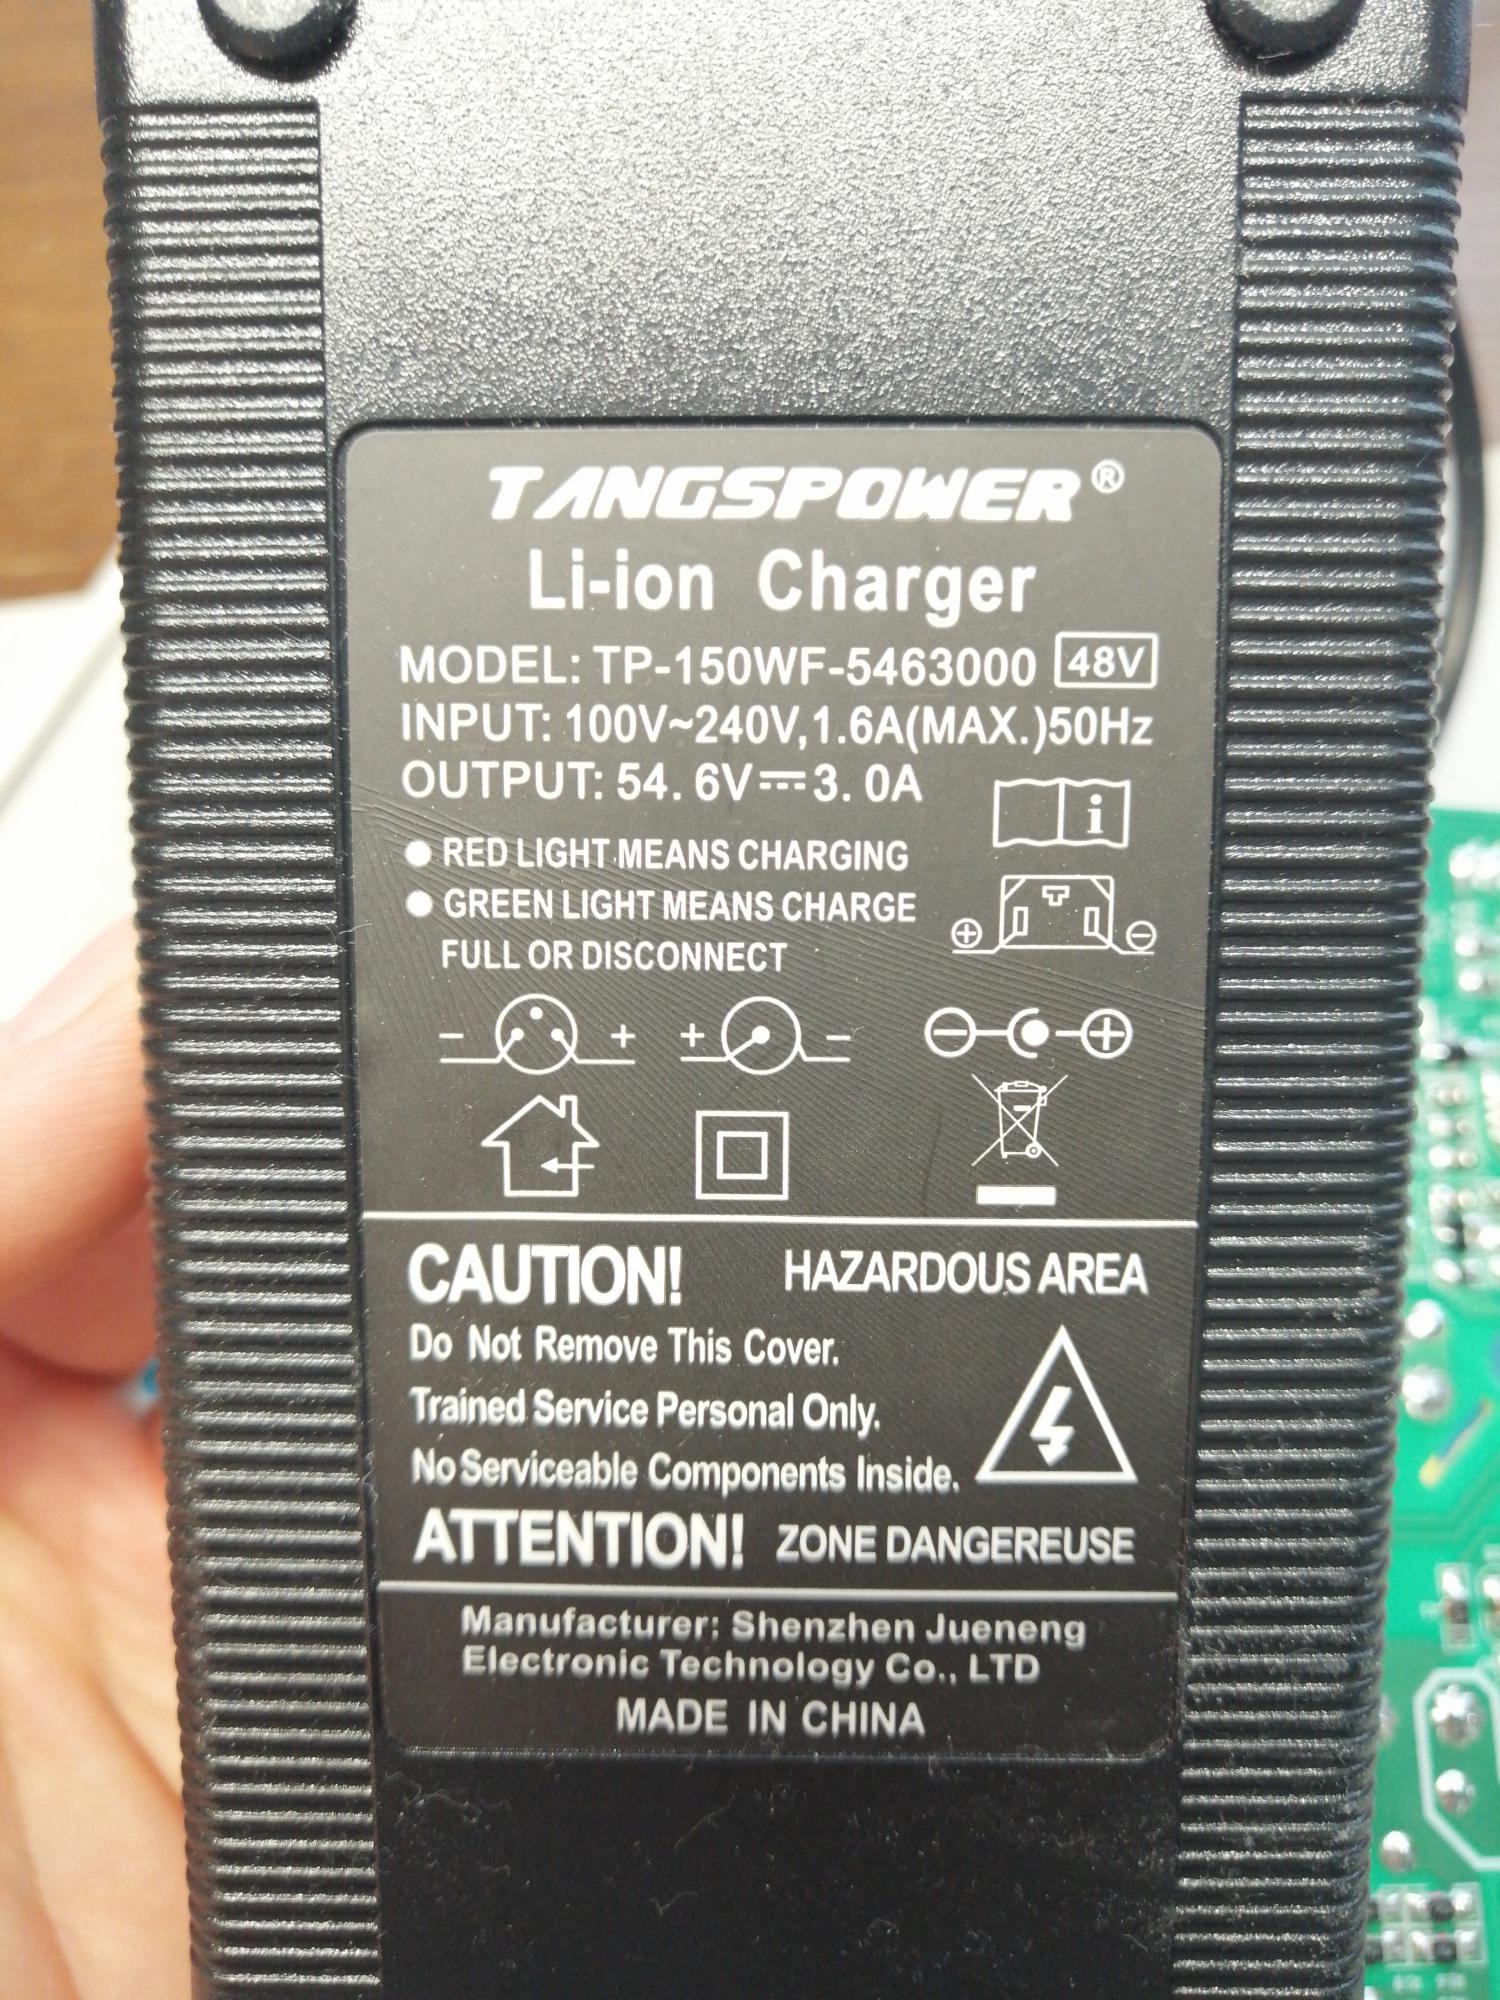 TANGSPOWER®
Li-ion Charger
MODEL: TP-150WF-5463000 48V
INPUT: 100V~240V,1.6A(MAX.)50Hz
OUTPUT: 54. 6V⎓3. 0A
● RED LIGHT MEANS CHARGING
● GREEN LIGHT MEANS CHARGE
FULL OR DISCONNECT
CAUTION! HAZARDOUS AREA
Do Not Remove This Cover.
Trained Service Personal Only.
No Serviceable Components Inside.
ATTENTION! ZONE DANGEREUSE
Manufacturer: Shenzhen Jueneng
Electronic Technology Co., LTD
MADE IN CHINA